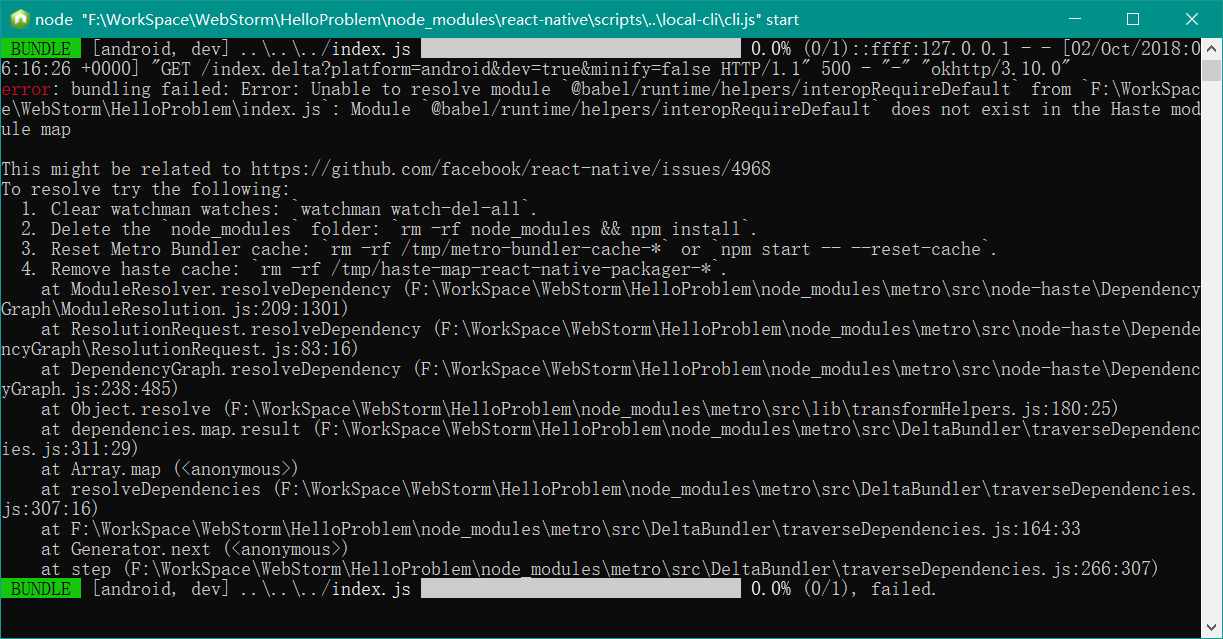 node "F:\WorkSpace\WebStorm\HelloProblem\node_modules\react-native\scripts\..\local-cli\cli.js" start
BUNDLE [android, dev] ..\..\../index.js 0.0% (0/1)::ffff:127.0.0.1 - - [02/Oct/2018:0
6:16:26 +0000] "GET /index.delta?platform=android&dev=true&minify=false HTTP/1.1" 500 - "-" "okhttp/3.10.0"
error: bundling failed: Error: Unable to resolve module `@babel/runtime/helpers/interopRequireDefault` from `F:\WorkSpac
e\WebStorm\HelloProblem\index.js`: Module `@babel/runtime/helpers/interopRequireDefault` does not exist in the Haste mod
ule map
This might be related to https://github.com/facebook/react-native/issues/4968
To resolve try the following:
1. Clear watchman watches: `watchman watch-del-all`.
2. Delete the `node_modules` folder: `rm -rf node_modules && npm install`.
3. Reset Metro Bundler cache: `rm -rf /tmp/metro-bundler-cache-*` or `npm start -- --reset-cache`.
4. Remove haste cache: `rm -rf /tmp/haste-map-react-native-packager-*`.
at ModuleResolver.resolveDependency (F:\WorkSpace\WebStorm\HelloProblem\node_modules\metro\src\node-haste\Dependency
Graph\ModuleResolution.js:209:1301)
at ResolutionRequest.resolveDependency (F:\WorkSpace\WebStorm\HelloProblem\node_modules\metro\src\node-haste\Depende
ncyGraph\ResolutionRequest.js:83:16)
at DependencyGraph.resolveDependency (F:\WorkSpace\WebStorm\HelloProblem\node_modules\metro\src\node-haste\Dependenc
yGraph.js:238:485)
at Object.resolve (F:\WorkSpace\WebStorm\HelloProblem\node_modules\metro\src\lib\transformHelpers.js:180:25)
at dependencies.map.result (F:\WorkSpace\WebStorm\HelloProblem\node_modules\metro\src\DeltaBundler\traverseDependenc
ies.js:311:29)
at Array.map (<anonymous>)
at resolveDependencies (F:\WorkSpace\WebStorm\HelloProblem\node_modules\metro\src\DeltaBundler\traverseDependencies.
js:307:16)
at F:\WorkSpace\WebStorm\HelloProblem\node_modules\metro\src\DeltaBundler\traverseDependencies.js:164:33
at Generator.next (<anonymous>)
at step (F:\WorkSpace\WebStorm\HelloProblem\node_modules\metro\src\DeltaBundler\traverseDependencies.js:266:307)
BUNDLE [android, dev] ..\..\../index.js 0.0% (0/1), failed.